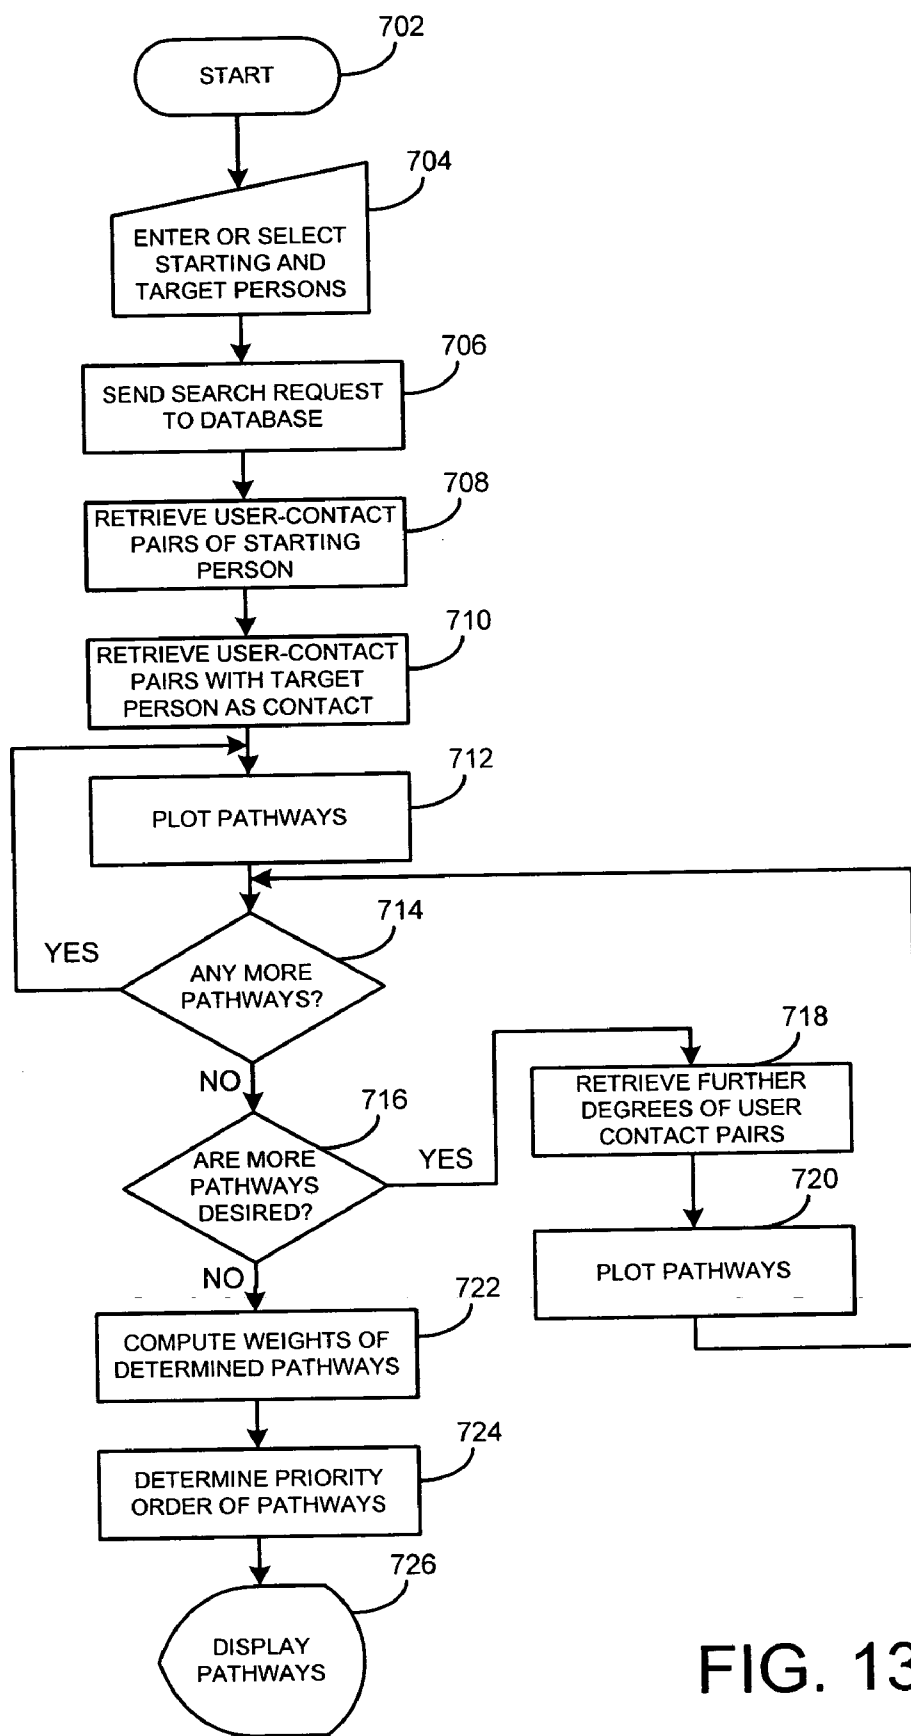 702
START
704
ENTER OR SELECT
STARTING AND
TARGET PERSONS
706
SEND SEARCH REQUEST
TO DATABASE
708
RETRIEVE USER-CONTACT
PAIRS OF STARTING
PERSON
710
RETRIEVE USER-CONTACT
PAIRS WITH TARGET
PERSON AS CONTACT
712
PLOT PATHWAYS
714
YES
ANY MORE
PATHWAYS?
NO
716
ARE MORE
PATHWAYS
DESIRED?
YES
718
RETRIEVE FURTHER
DEGREES OF USER
CONTACT PAIRS
720
PLOT PATHWAYS
NO
722
COMPUTE WEIGHTS OF
DETERMINED PATHWAYS
724
DETERMINE PRIORITY
ORDER OF PATHWAYS
726
DISPLAY
PATHWAYS
FIG. 13